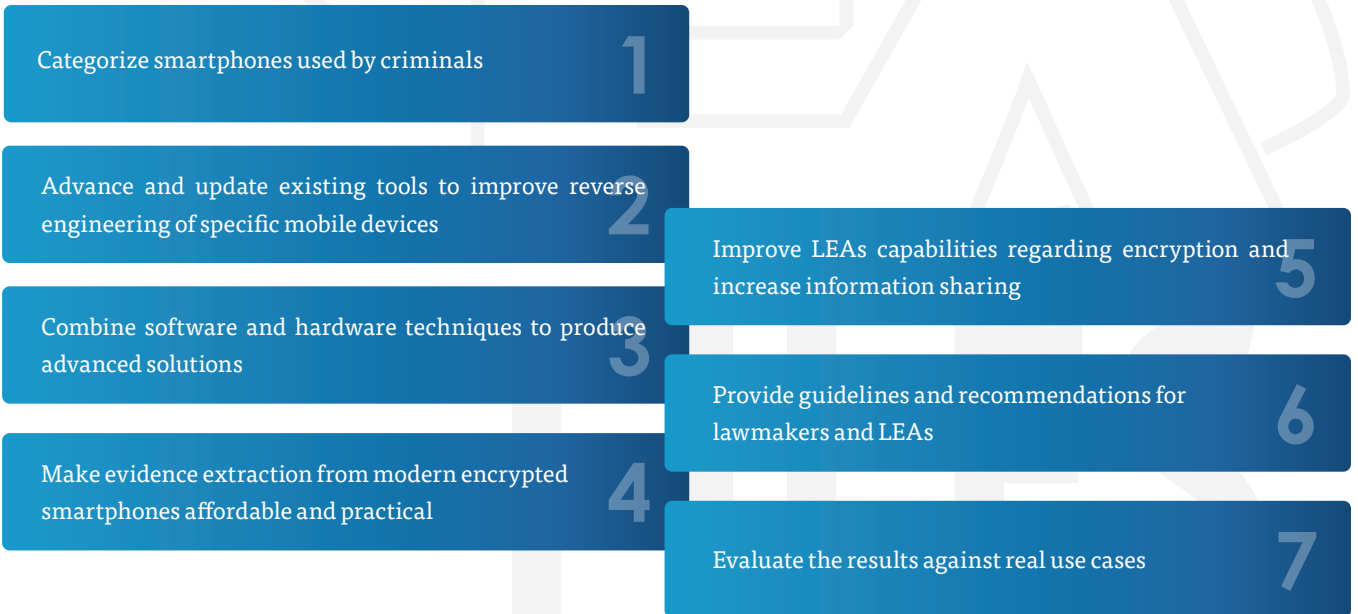 Categorize smartphones used by criminals
1
Advance and update existing tools to improve reverse
engineering of specific mobile devices
2
Combine software and hardware techniques to produce
advanced solutions
3
Make evidence extraction from modern encrypted
smartphones affordable and practical
4
Improve LEAs capabilities regarding encryption and
increase information sharing
5
Provide guidelines and recommendations for
lawmakers and LEAs
6
Evaluate the results against real use cases
7